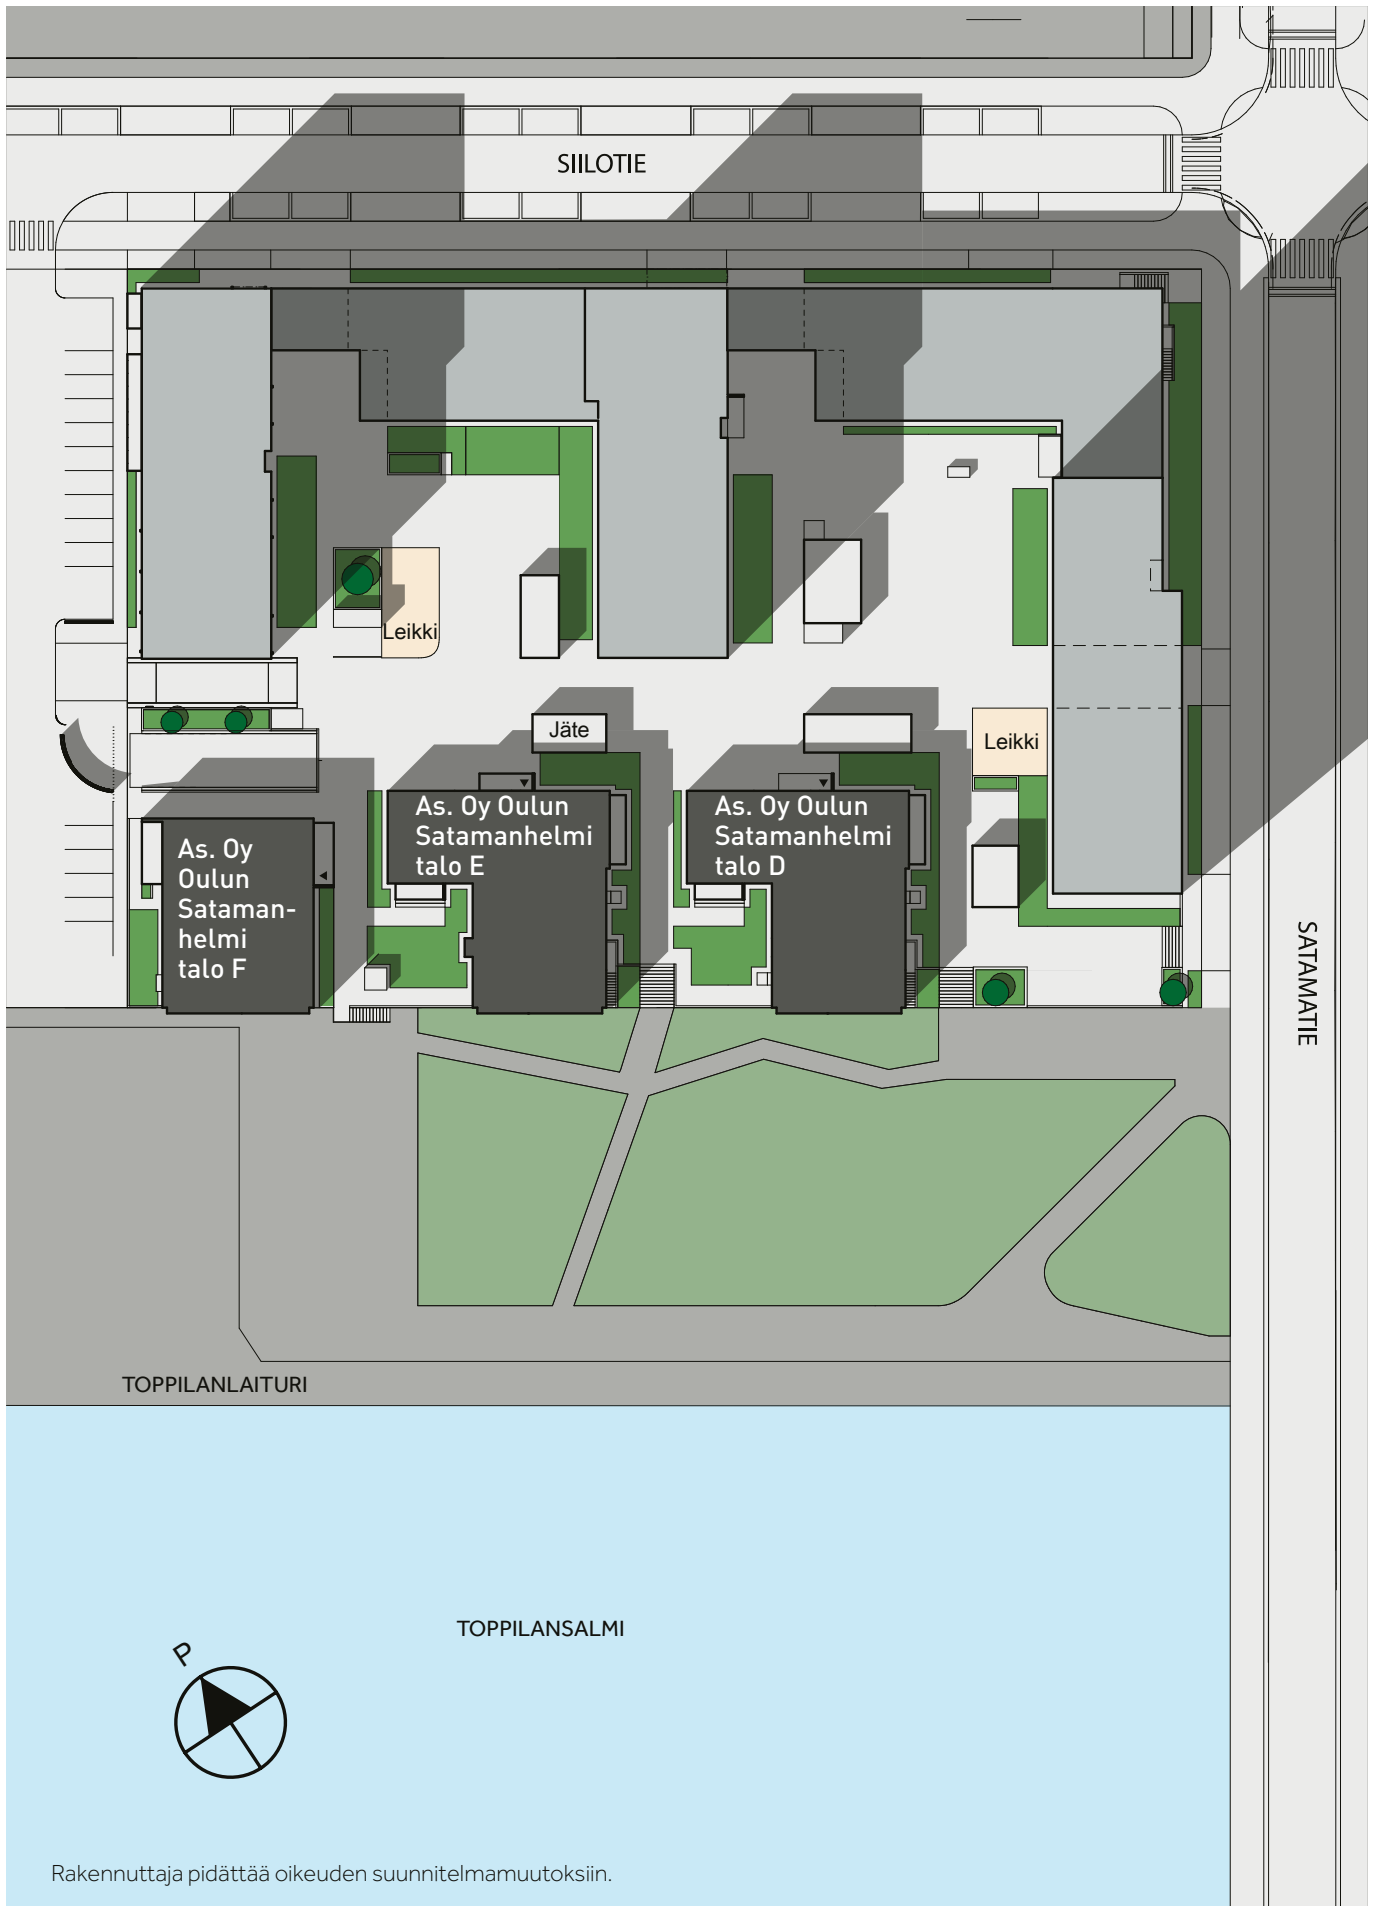 SIILOTIE
Leikki
Jäte
Leikki
As. Oy Oulun
Satamanhelmi
talo E
As. Oy Oulun
Satamanhelmi
talo D
As. Oy
Oulun
Sataman-
helmi
talo F
SATAMATIE
TOPPILANLAITURI
TOPPILANSALMI
P
Rakennuttaja pidättää oikeuden suunnitelmamuutoksiin.